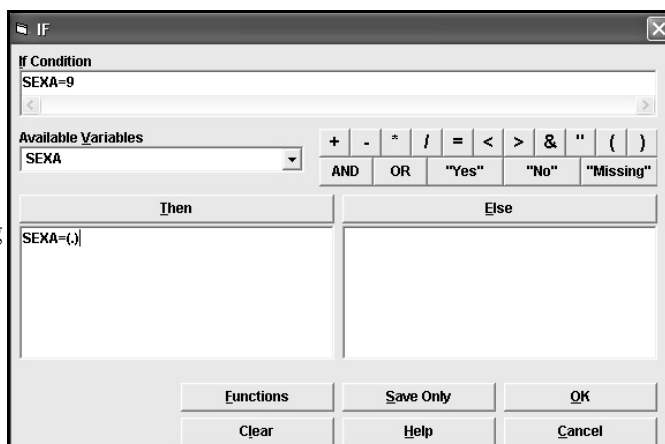 IF
If Condition
SEXA=9
Available Variables
SEXA
+ - * / = < > & " ( )
AND OR "Yes" "No" "Missing"
Then Else
SEXA=(.)
Functions Save Only OK
Clear Help Cancel